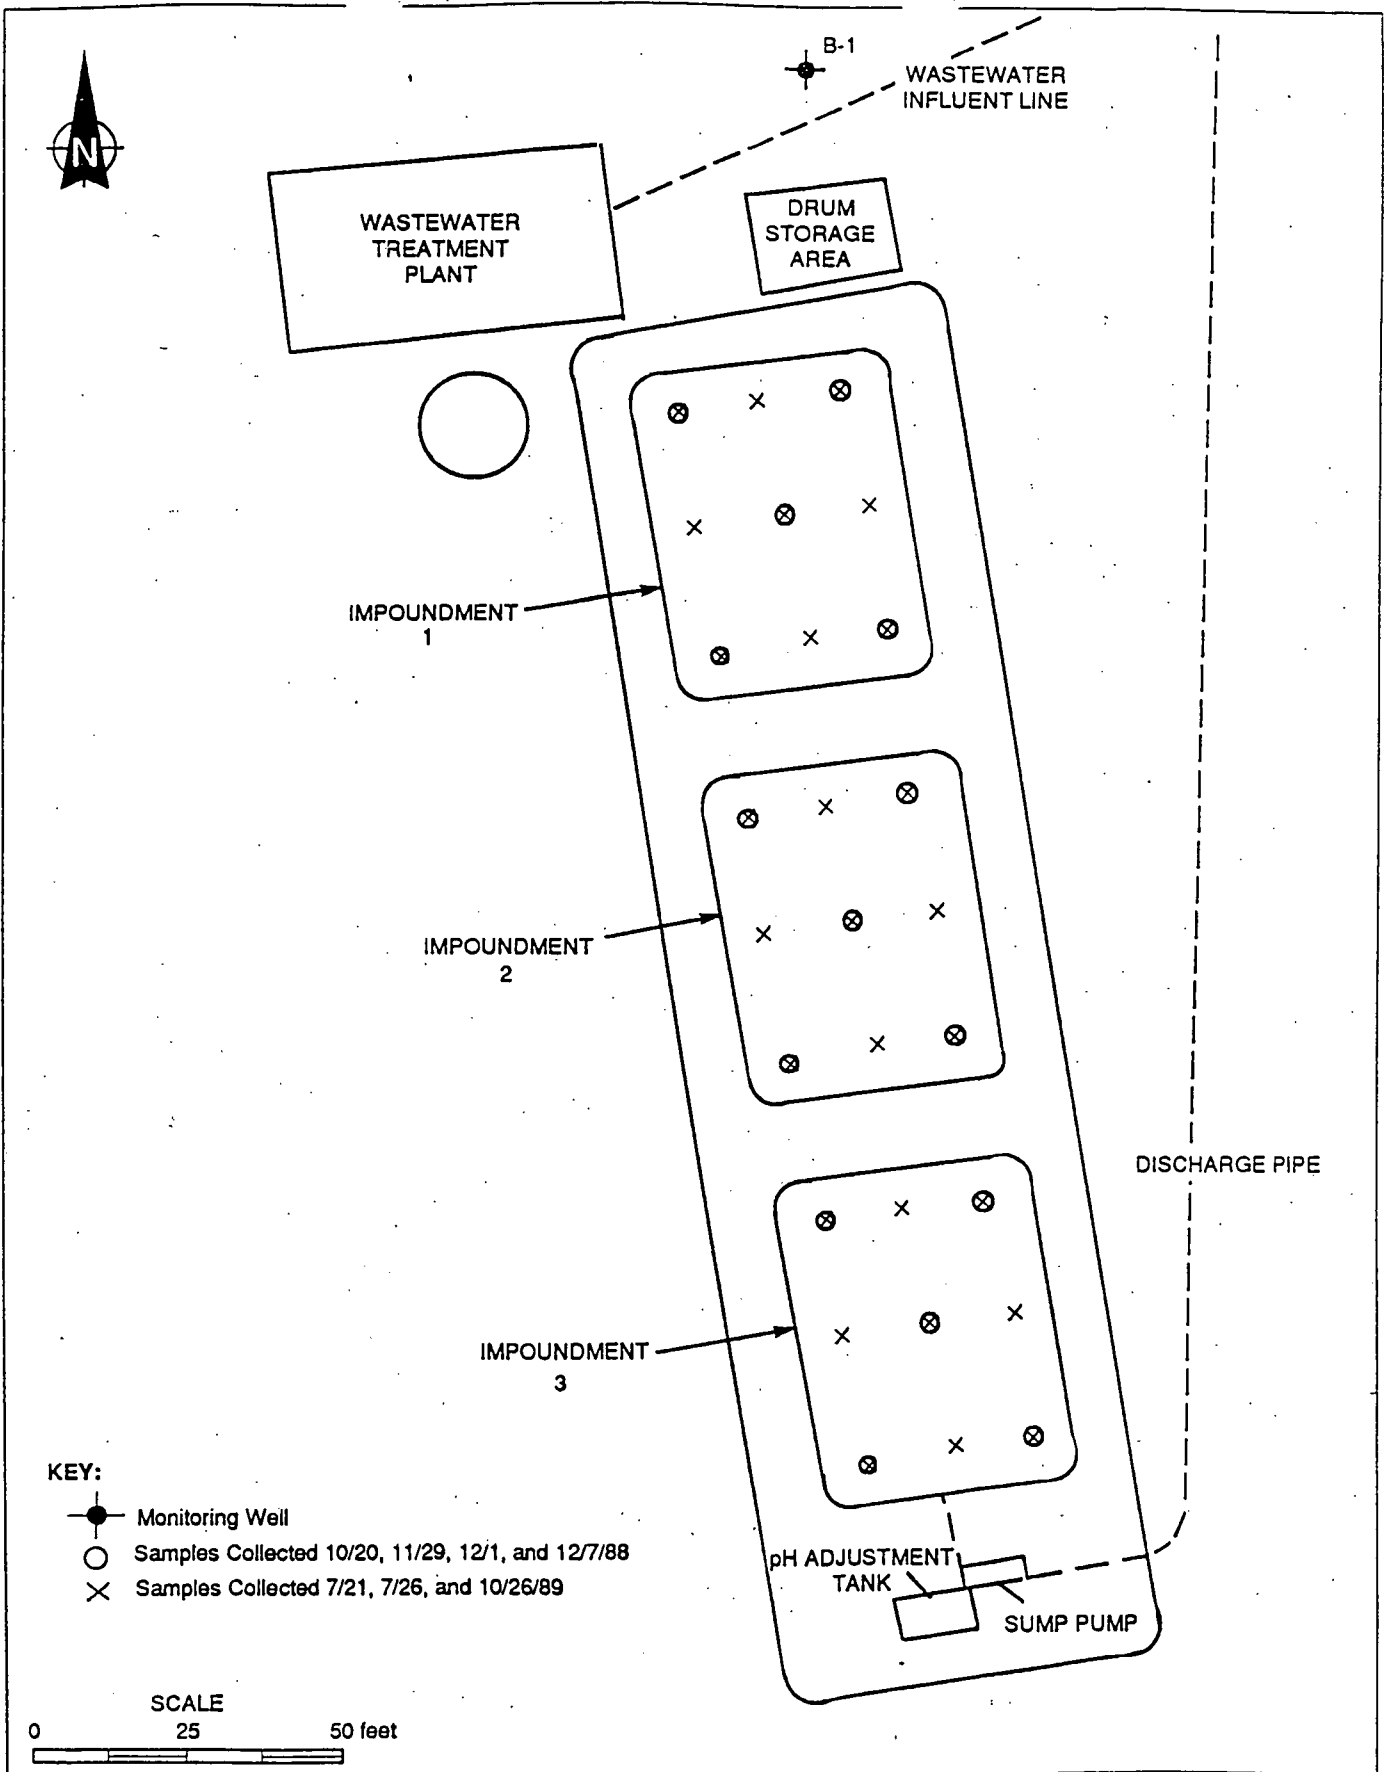 B-1
WASTEWATER
INFLUENT LINE
N
WASTEWATER
TREATMENT
PLANT
DRUM
STORAGE
AREA
IMPOUNDMENT
1
IMPOUNDMENT
2
DISCHARGE PIPE
IMPOUNDMENT
3
KEY:
Monitoring Well
Samples Collected 10/20, 11/29, 12/1, and 12/7/88
Samples Collected 7/21, 7/26, and 10/26/89
pH ADJUSTMENT
TANK
SUMP PUMP
SCALE
0 25 50 feet